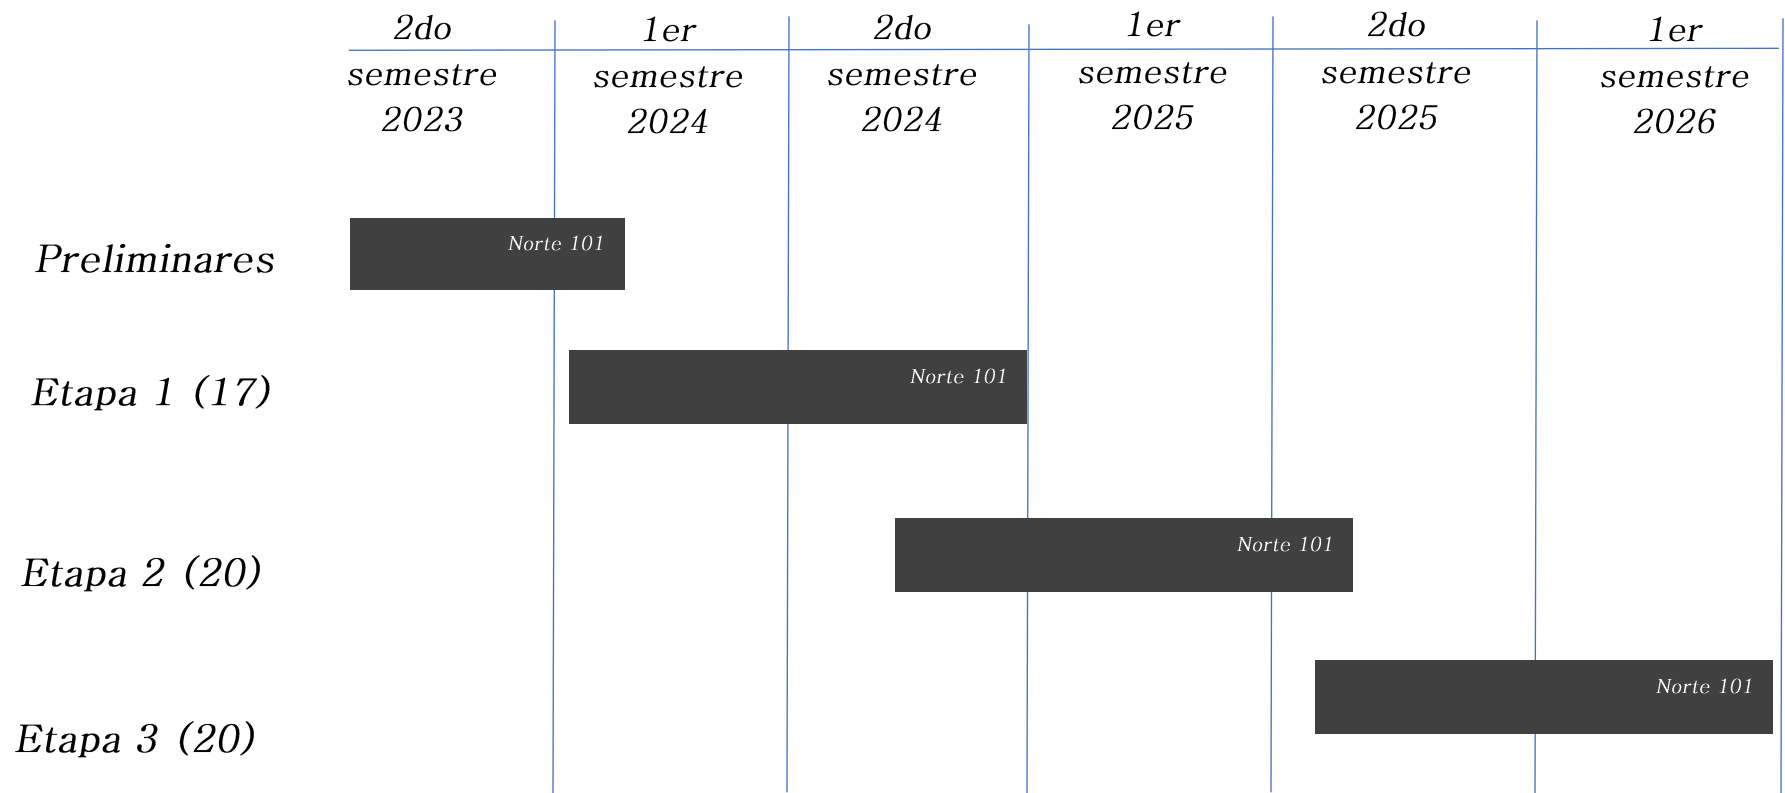 2do
semestre
2023
1er
semestre
2024
2do
semestre
2024
1er
semestre
2025
2do
semestre
2025
1er
semestre
2026
Preliminares
Norte 101
Etapa 1 (17)
Norte 101
Etapa 2 (20)
Norte 101
Etapa 3 (20)
Norte 101